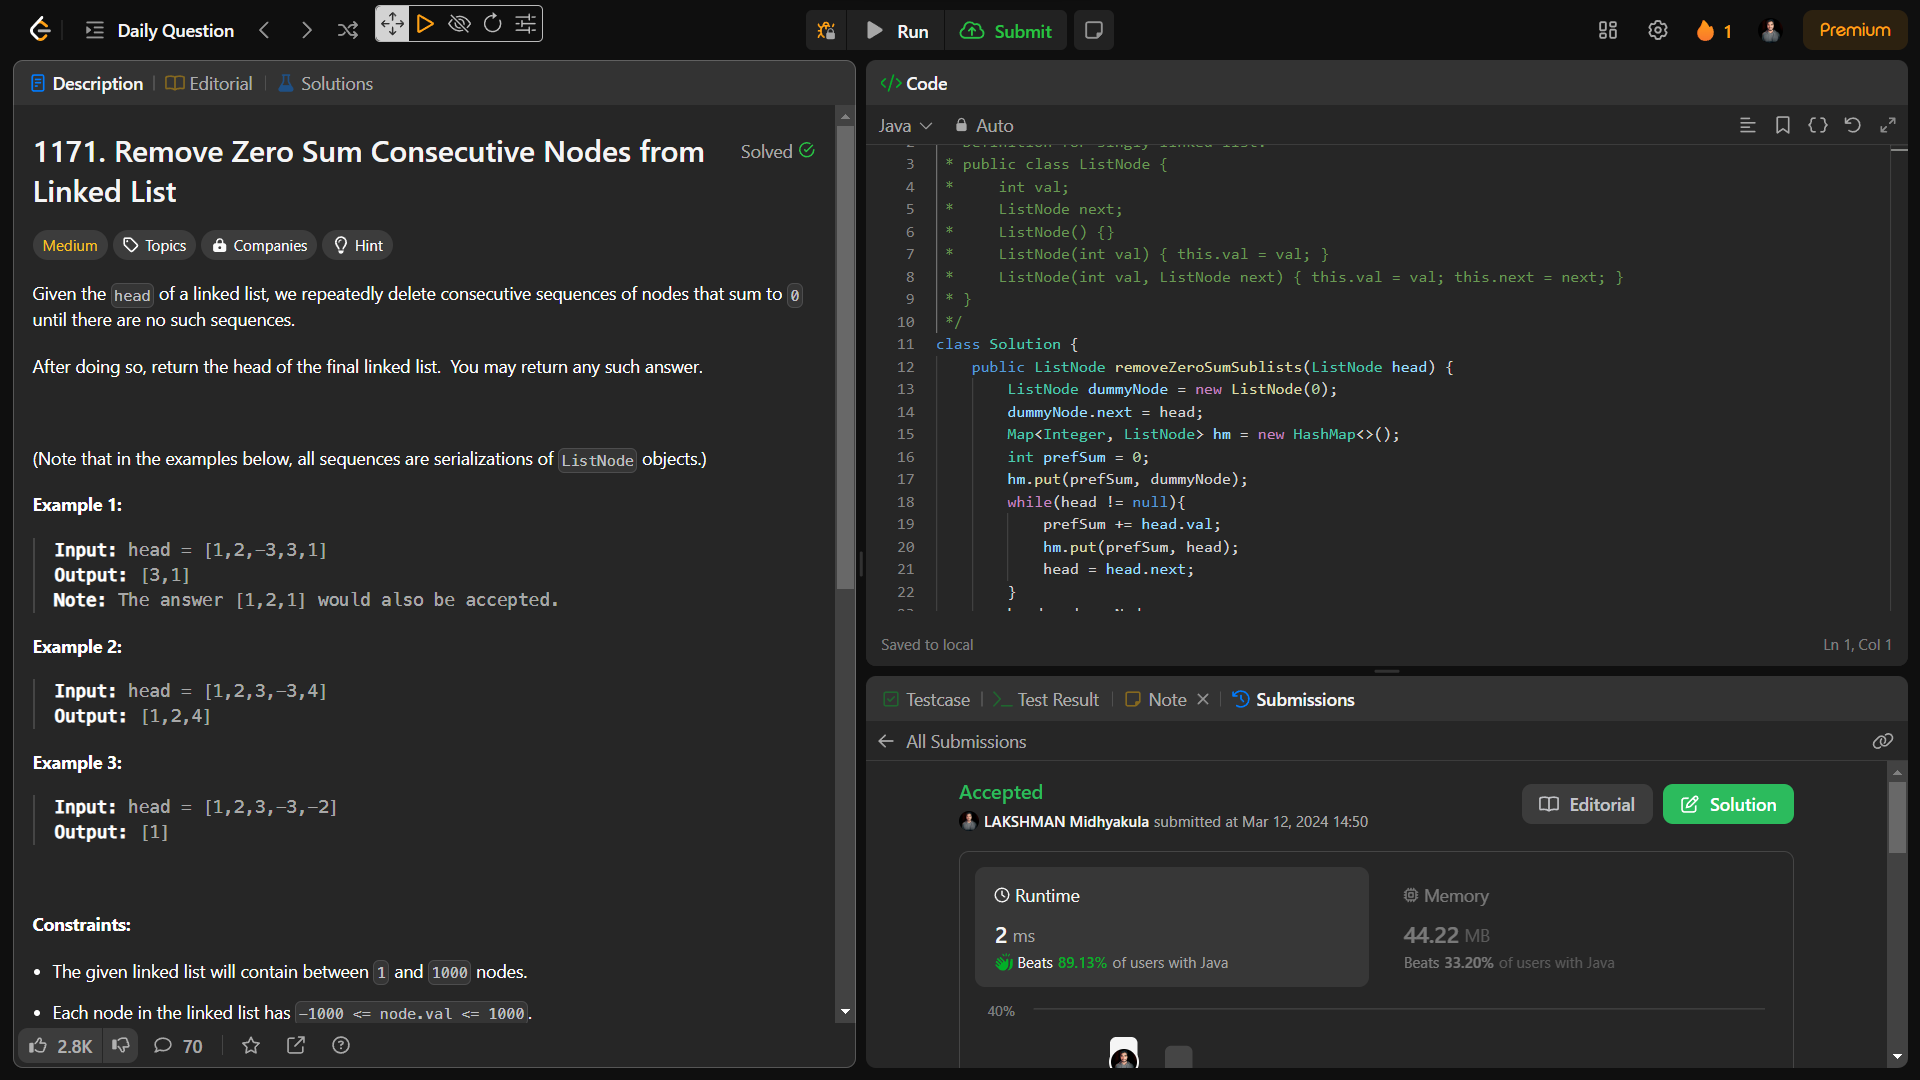 Daily Question
Run
Submit
1
Premium
Description
Editorial
Solutions
1171. Remove Zero Sum Consecutive Nodes from
Linked List
Solved
Medium
Topics
Companies
Hint
Given the head of a linked list, we repeatedly delete consecutive sequences of nodes that sum to 0
until there are no such sequences.
After doing so, return the head of the final linked list.  You may return any such answer.
(Note that in the examples below, all sequences are serializations of ListNode objects.)
Example 1:
Input: head = [1,2,-3,3,1]
Output: [3,1]
Note: The answer [1,2,1] would also be accepted.
Example 2:
Input: head = [1,2,3,-3,4]
Output: [1,2,4]
Example 3:
Input: head = [1,2,3,-3,-2]
Output: [1]
Constraints:
• The given linked list will contain between 1 and 1000 nodes.
• Each node in the linked list has -1000 <= node.val <= 1000.
2.8K
70
</> Code
Java
Auto
3 * public class ListNode {
4 *     int val;
5 *     ListNode next;
6 *     ListNode() {}
7 *     ListNode(int val) { this.val = val; }
8 *     ListNode(int val, ListNode next) { this.val = val; this.next = next; }
9 * }
10 */
11 class Solution {
12     public ListNode removeZeroSumSublists(ListNode head) {
13         ListNode dummyNode = new ListNode(0);
14         dummyNode.next = head;
15         Map<Integer, ListNode> hm = new HashMap<>();
16         int prefSum = 0;
17         hm.put(prefSum, dummyNode);
18         while(head != null){
19             prefSum += head.val;
20             hm.put(prefSum, head);
21             head = head.next;
22         }
Saved to local
Ln 1, Col 1
Testcase
Test Result
Note
Submissions
All Submissions
Accepted
LAKSHMAN Midhyakula submitted at Mar 12, 2024 14:50
Editorial
Solution
Runtime
2 ms
Beats 89.13% of users with Java
Memory
44.22 MB
Beats 33.20% of users with Java
40%